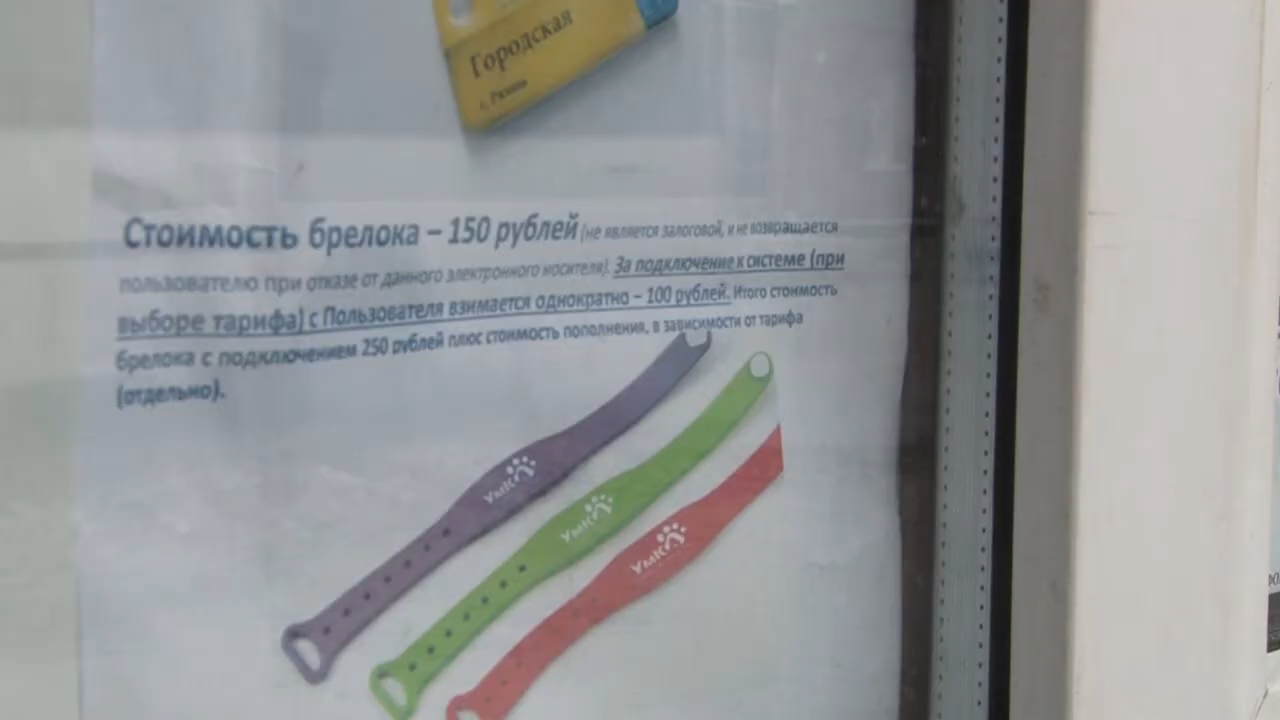 Городская
г. Рязань
Стоимость брелока – 150 рублей (не является залоговой, и не возвращается
пользователю при отказе от данного электронного носителя). За подключение к системе (при
выборе тарифа) с Пользователя взимается однократно – 100 рублей. Итого стоимость
брелока с подключением 250 рублей плюс стоимость пополнения, в зависимости от тарифа
(отдельно).
УМКА
УМКА
УМКА